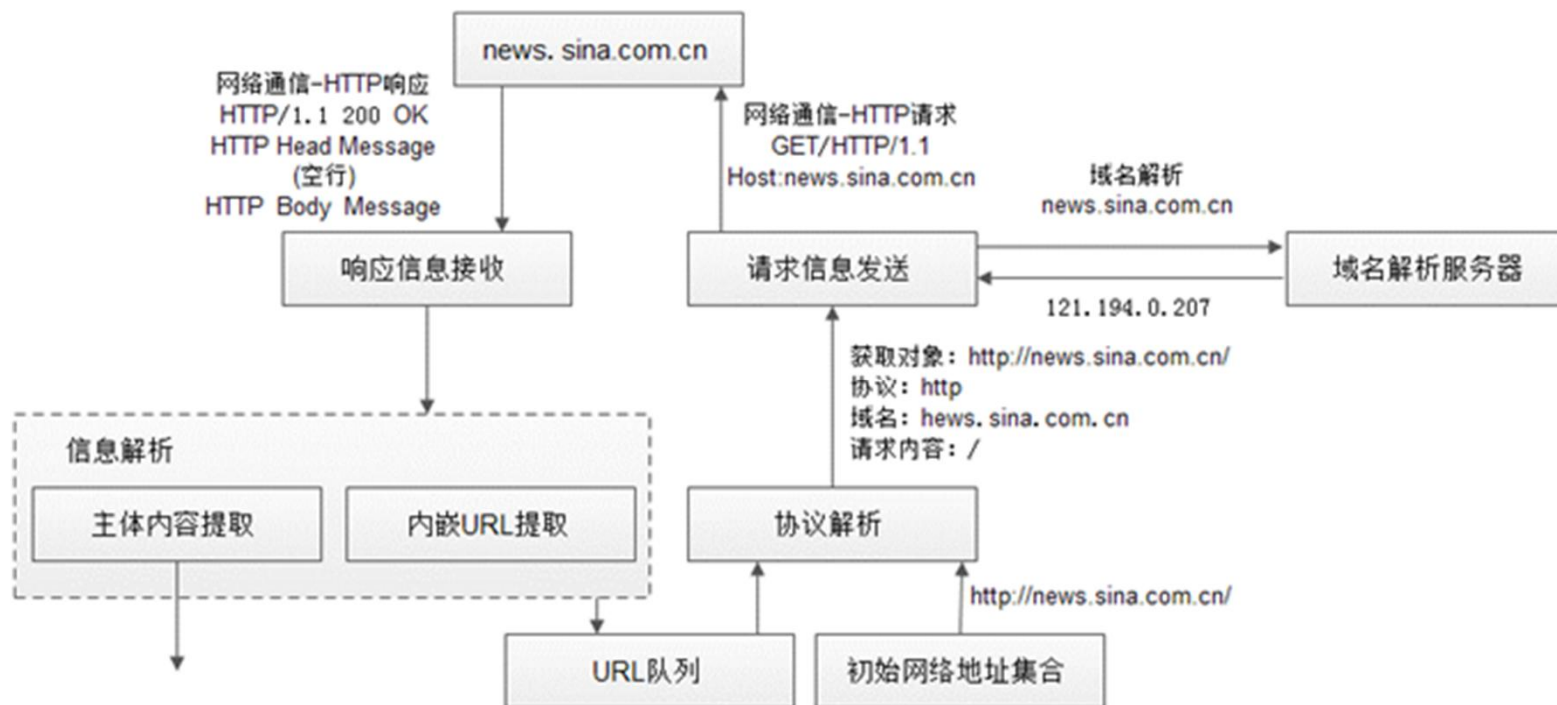 news. sina.com.cn
网络通信-HTTP响应
HTTP/1.1 200 OK
HTTP Head Message
(空行)
HTTP Body Message
网络通信-HTTP请求
GET/HTTP/1.1
Host:news.sina.com.cn
域名解析
news.sina.com.cn
响应信息接收
请求信息发送
域名解析服务器
121.194.0.207
获取对象：http://news.sina.com.cn/
协议：http
域名：hews. sina. com. cn
请求内容：/
信息解析
主体内容提取
内嵌URL提取
协议解析
http://news.sina.com.cn/
URL队列
初始网络地址集合